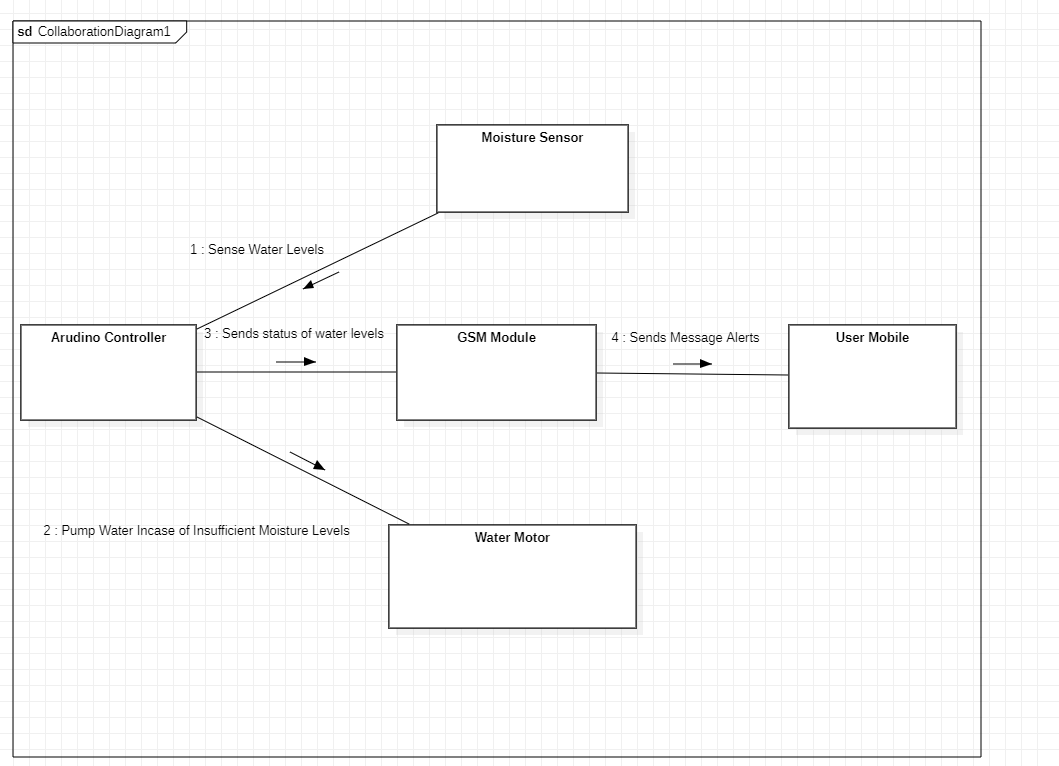 sd CollaborationDiagram1
Moisture Sensor
1 : Sense Water Levels
Arudino Controller
3 : Sends status of water levels
GSM Module
4 : Sends Message Alerts
User Mobile
2 : Pump Water Incase of Insufficient Moisture Levels
Water Motor